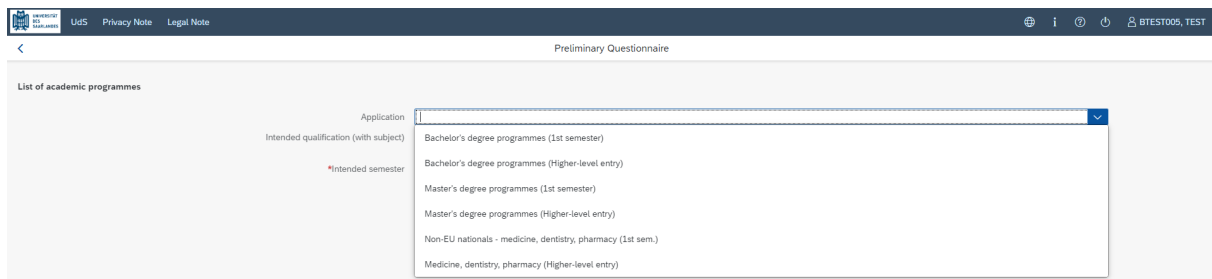 UNIVERSITÄT
DES
SAARLANDES
UdS Privacy Note Legal Note
BTEST005, TEST
Preliminary Questionnaire
List of academic programmes
Application
Intended qualification (with subject)
*Intended semester
Bachelor's degree programmes (1st semester)
Bachelor's degree programmes (Higher-level entry)
Master's degree programmes (1st semester)
Master's degree programmes (Higher-level entry)
Non-EU nationals - medicine, dentistry, pharmacy (1st sem.)
Medicine, dentistry, pharmacy (Higher-level entry)